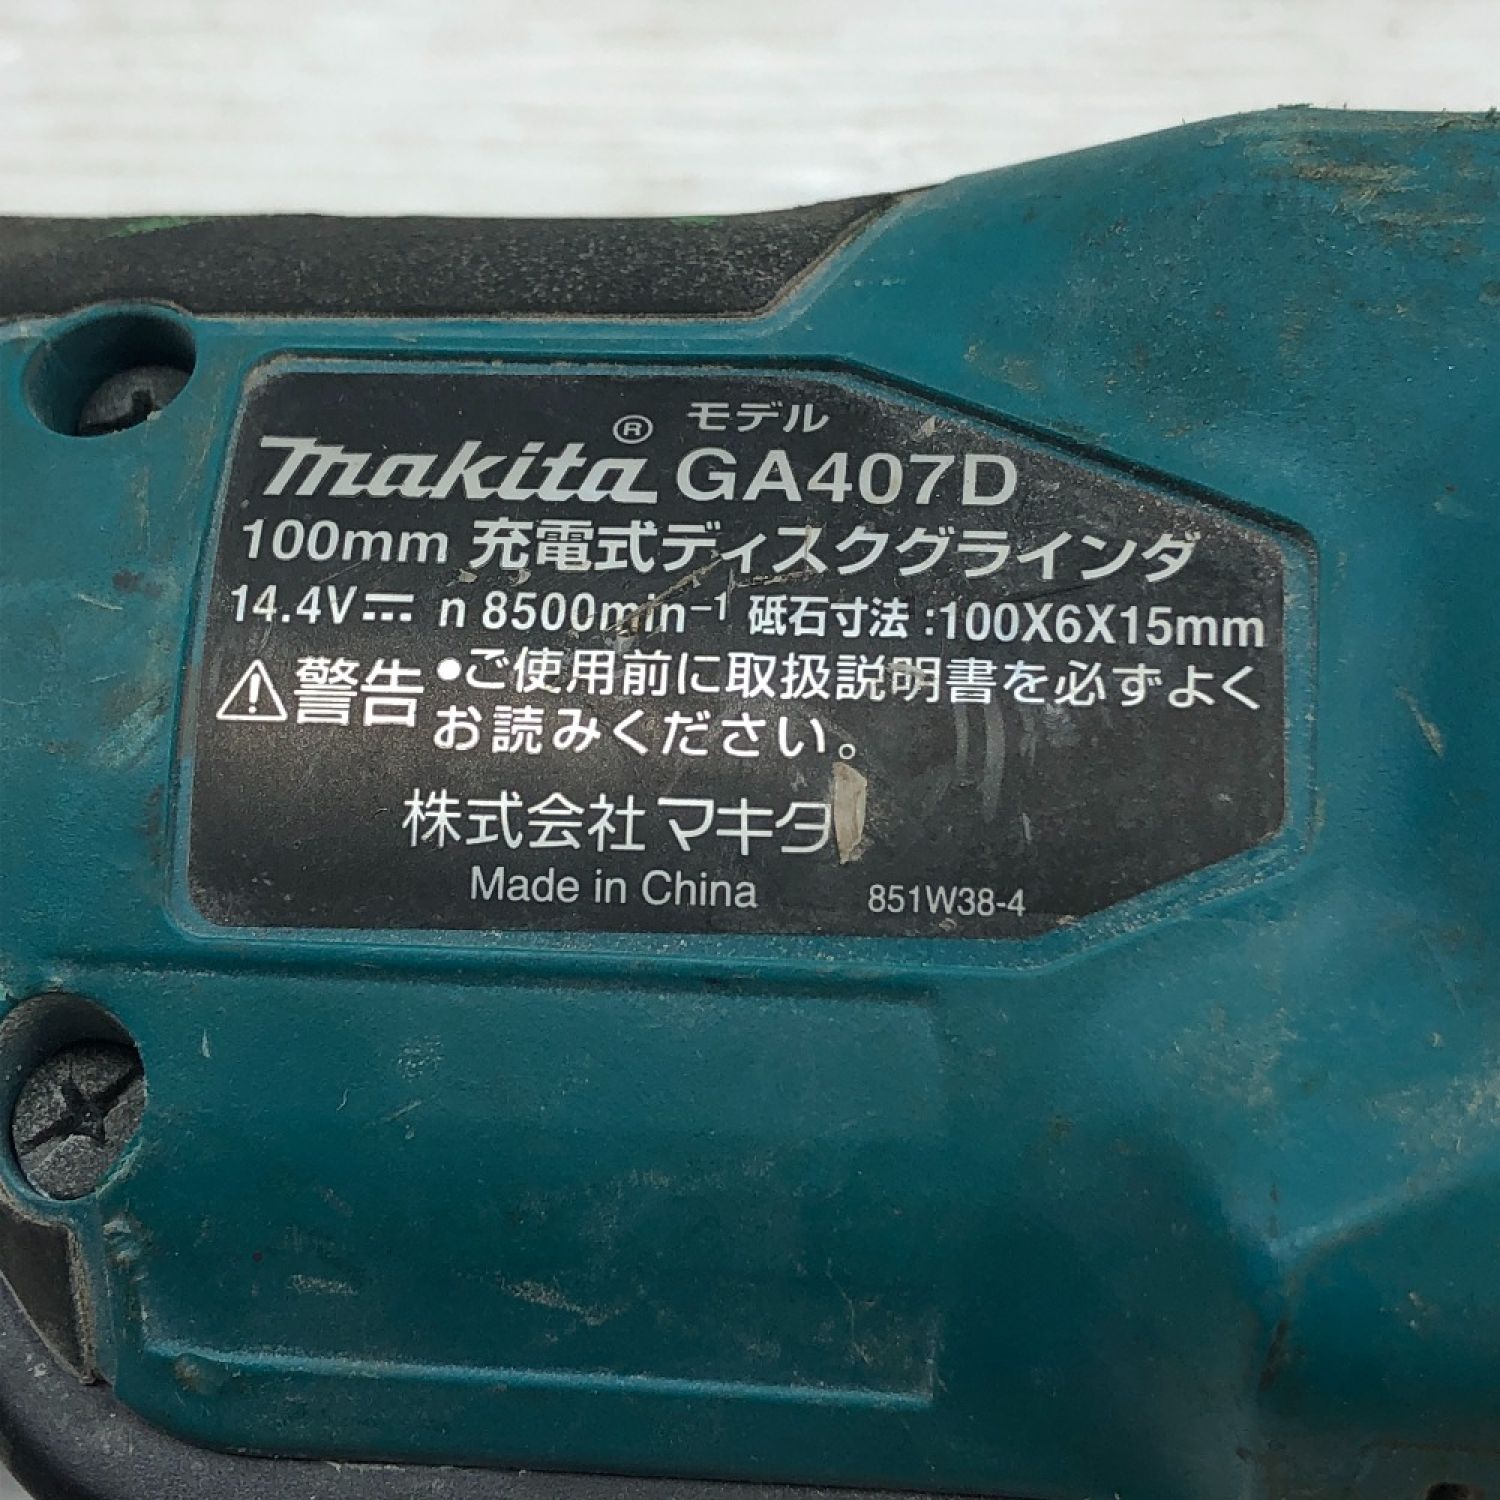 モデル
makita® GA407D
100mm 充電式ディスクグラインダ
14.4V⎓ n 8500min⁻¹ 砥石寸法:100X6X15mm
⚠警告 •ご使用前に取扱説明書を必ずよく
お読みください。
株式会社マキタ
Made in China 851W38-4